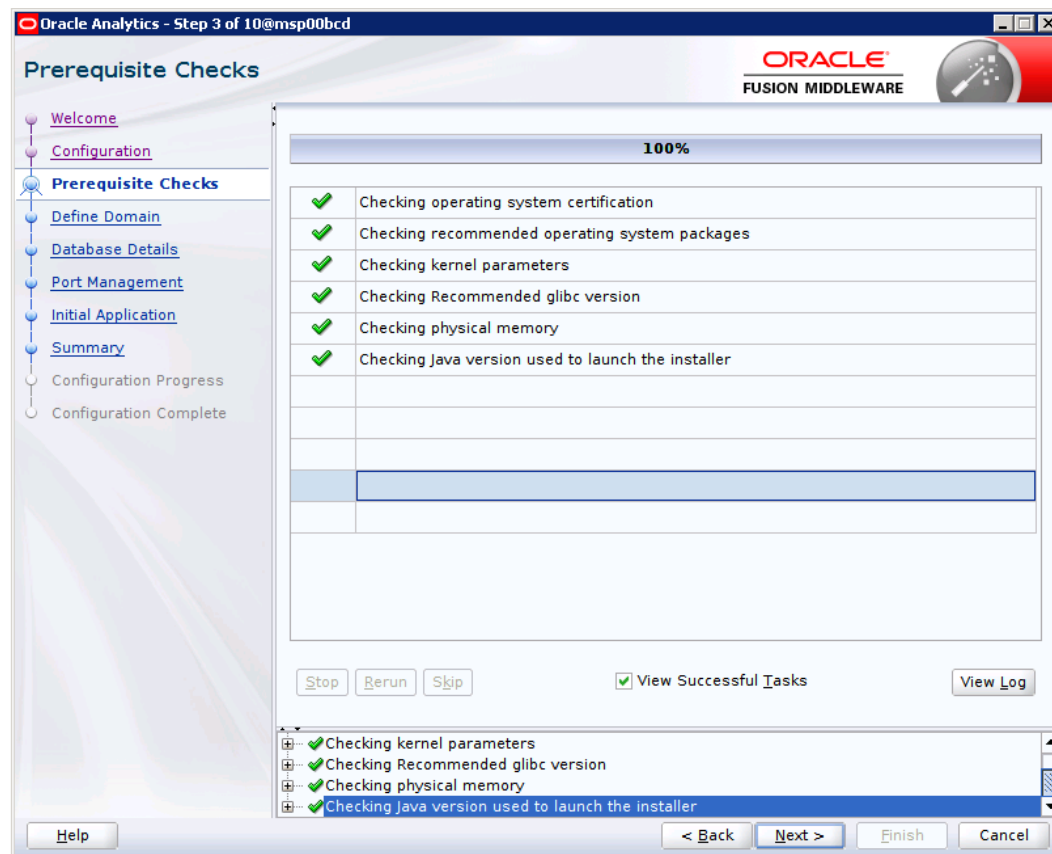 Oracle Analytics - Step 3 of 10@msp00bcd
Prerequisite Checks
ORACLE
FUSION MIDDLEWARE
Welcome
Configuration
Prerequisite Checks
Define Domain
Database Details
Port Management
Initial Application
Summary
Configuration Progress
Configuration Complete
100%
Checking operating system certification
Checking recommended operating system packages
Checking kernel parameters
Checking Recommended glibc version
Checking physical memory
Checking Java version used to launch the installer
Stop Rerun Skip View Successful Tasks View Log
Checking kernel parameters
Checking Recommended glibc version
Checking physical memory
Checking Java version used to launch the installer
Help < Back Next > Finish Cancel